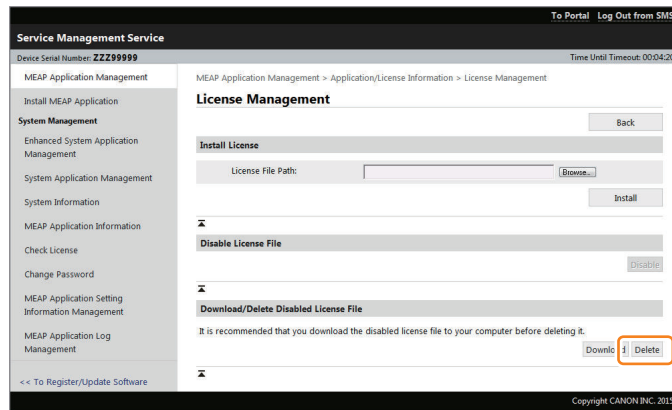 To Portal Log Out from SMS
Service Management Service
Device Serial Number: ZZZ99999 Time Until Timeout: 00:04:20
MEAP Application Management
Install MEAP Application
System Management
Enhanced System Application
Management
System Application Management
System Information
MEAP Application Information
Check License
Change Password
MEAP Application Setting
Information Management
MEAP Application Log
Management
<< To Register/Update Software
MEAP Application Management > Application/License Information > License Management
License Management
Back
Install License
License File Path: Browse...
Install
Disable License File
Disable
Download/Delete Disabled License File
It is recommended that you download the disabled license file to your computer before deleting it.
Downlo d Delete
Copyright CANON INC. 2015